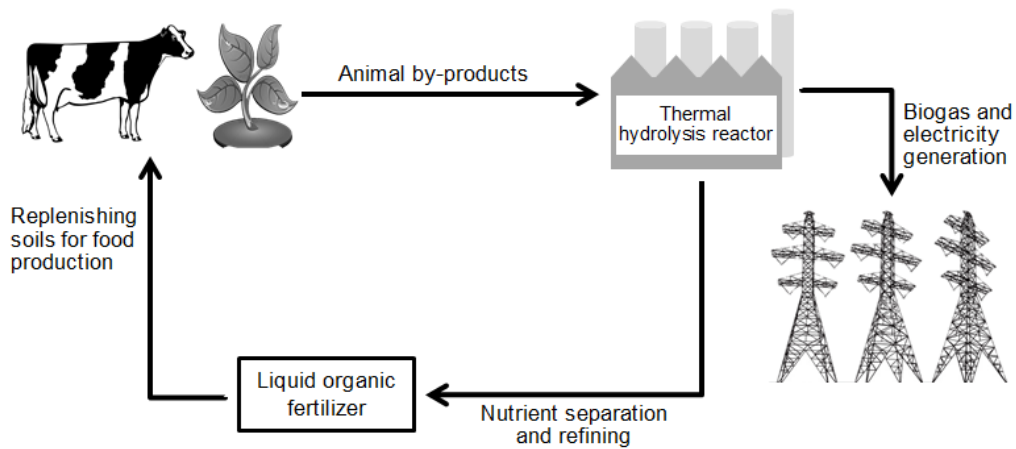 Animal by-products
Thermal
hydrolysis reactor
Biogas and
electricity
generation
Replenishing
soils for food
production
Liquid organic
fertilizer
Nutrient separation
and refining